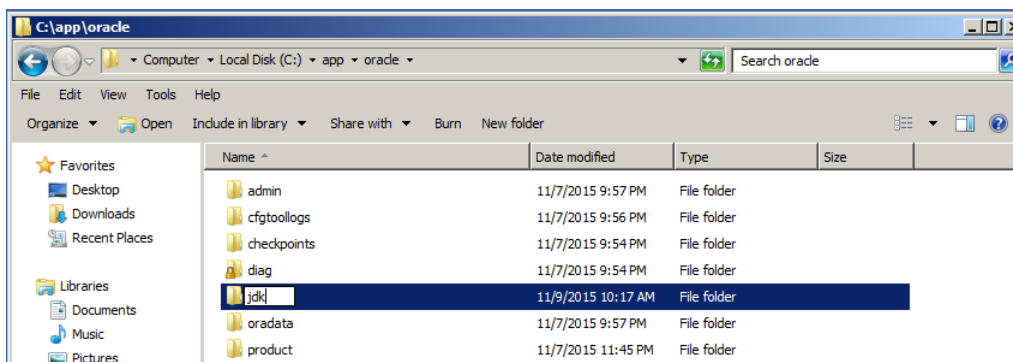 C:\app\oracle
Computer Local Disk (C:) app oracle Search oracle
File Edit View Tools Help
Organize Open Include in library Share with Burn New folder
Name Date modified Type Size
Favorites
Desktop
Downloads
Recent Places
Libraries
Documents
Music
Pictures
admin 11/7/2015 9:57 PM File folder
cfgtoollogs 11/7/2015 9:56 PM File folder
checkpoints 11/7/2015 9:54 PM File folder
diag 11/7/2015 9:54 PM File folder
jdk 11/9/2015 10:17 AM File folder
oradata 11/7/2015 9:57 PM File folder
product 11/7/2015 11:45 PM File folder